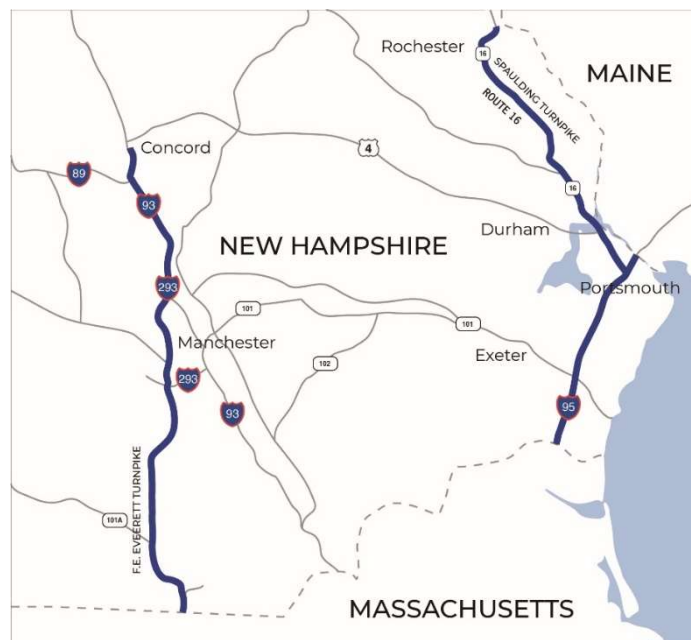 Rochester
16
SPAULDING TURNPIKE
ROUTE 16
MAINE
Concord
4
89
93
16
Durham
NEW HAMPSHIRE
293
Portsmouth
101
101
Manchester
Exeter
102
293
93
95
F.E. EVEERETT TURNPIKE
101A
MASSACHUSETTS